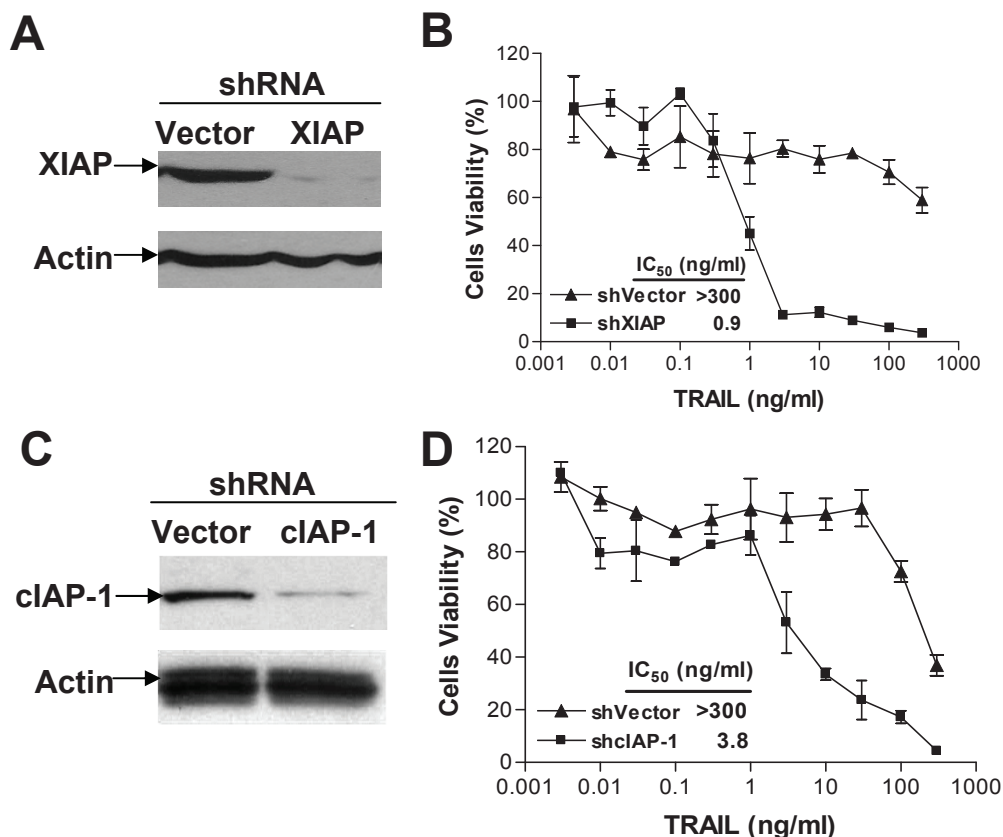 A
shRNA
Vector XIAP
XIAP
Actin
B
Cells Viability (%)
120
100
80
60
40
20
0
IC50 (ng/ml)
shVector >300
shXIAP 0.9
0.001 0.01 0.1 1 10 100 1000
TRAIL (ng/ml)
C
shRNA
Vector cIAP-1
cIAP-1
Actin
D
Cells Viability (%)
120
100
80
60
40
20
0
IC50 (ng/ml)
shVector >300
shcIAP-1 3.8
0.001 0.01 0.1 1 10 100 1000
TRAIL (ng/ml)